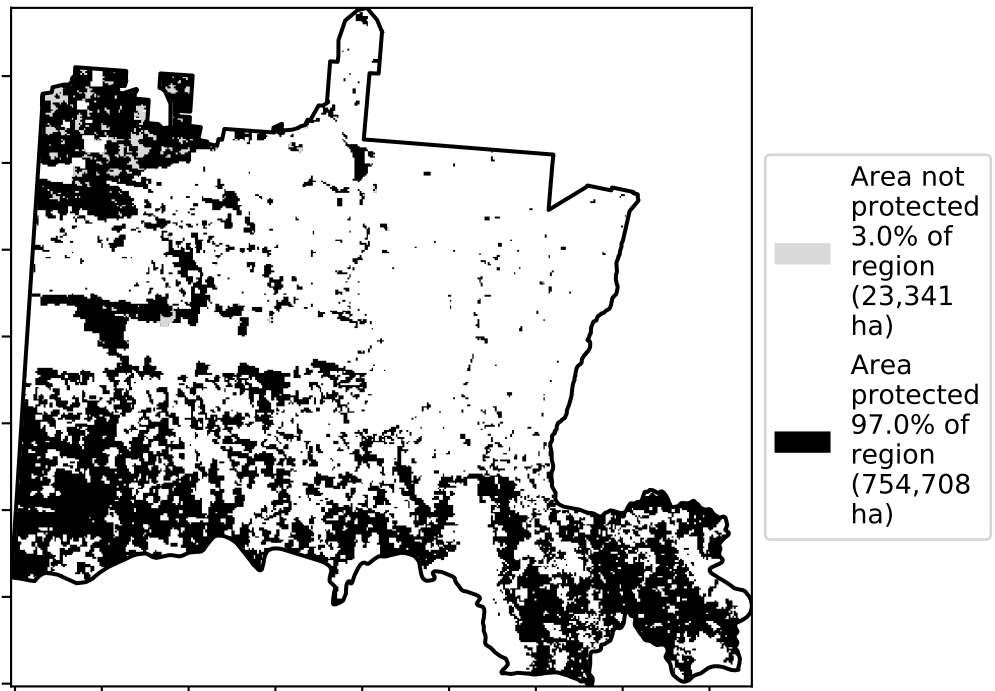 Area not
protected
3.0% of
region
(23,341
ha)
Area
protected
97.0% of
region
(754,708
ha)